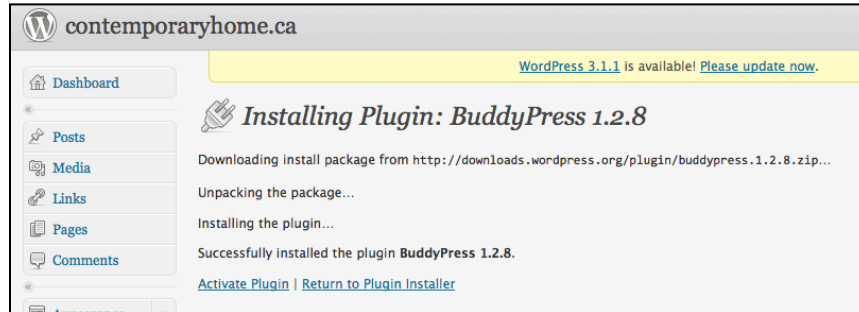 contemporaryhome.ca
WordPress 3.1.1 is available! Please update now.
Dashboard
Installing Plugin: BuddyPress 1.2.8
Posts
Media
Links
Pages
Comments
Downloading install package from http://downloads.wordpress.org/plugin/buddypress.1.2.8.zip...
Unpacking the package...
Installing the plugin...
Successfully installed the plugin BuddyPress 1.2.8.
Activate Plugin | Return to Plugin Installer